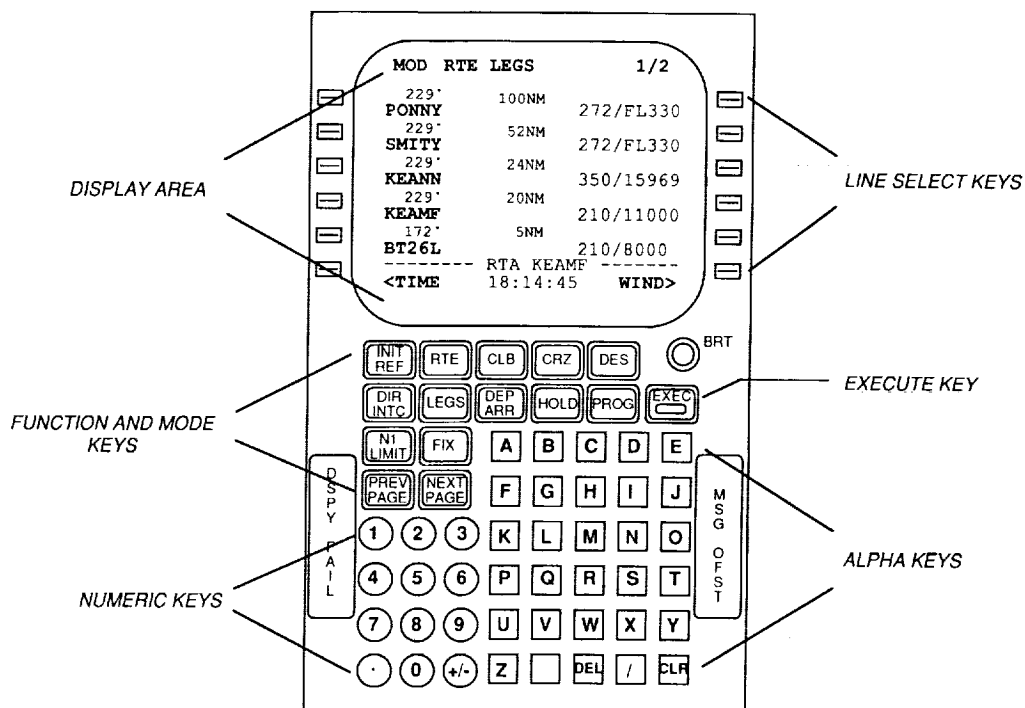 MOD RTE LEGS 1/2
229° 100NM
PONNY 272/FL330
229° 52NM
SMITY 272/FL330
229° 24NM
KEANN 350/15969
229° 20NM
KEAMF 210/11000
172° 5NM
BT26L 210/8000
-------- RTA KEAMF -------
<TIME 18:14:45 WIND>
DISPLAY AREA
LINE SELECT KEYS
BRT
INIT REF RTE CLB CRZ DES
DIR INTC LEGS DEP ARR HOLD PROG EXEC
EXECUTE KEY
FUNCTION AND MODE
KEYS
N1 LIMIT FIX A B C D E
PREV PAGE NEXT PAGE F G H I J
1 2 3 K L M N O
4 5 6 P Q R S T
7 8 9 U V W X Y
. 0 +/- Z DEL / CLR
DSPY FAIL
MSG OFST
ALPHA KEYS
NUMERIC KEYS